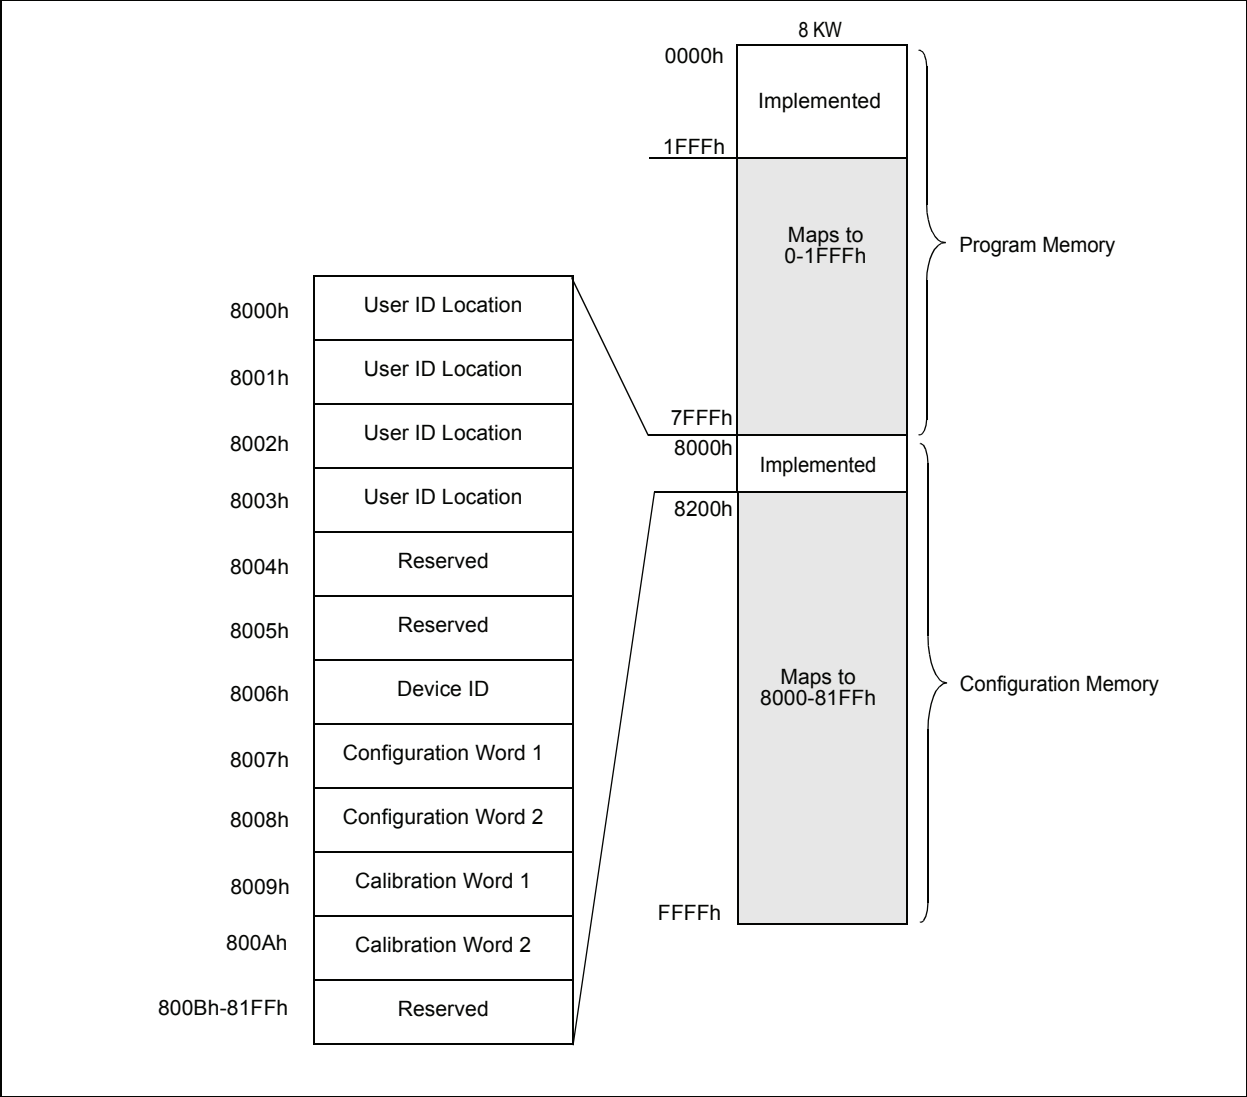 8 KW
0000h
Implemented
1FFFh
Maps to
0-1FFFh
Program Memory
7FFFh
8000h
Implemented
8200h
Maps to
8000-81FFh
Configuration Memory
FFFFh
8000h User ID Location
8001h User ID Location
8002h User ID Location
8003h User ID Location
8004h Reserved
8005h Reserved
8006h Device ID
8007h Configuration Word 1
8008h Configuration Word 2
8009h Calibration Word 1
800Ah Calibration Word 2
800Bh-81FFh Reserved